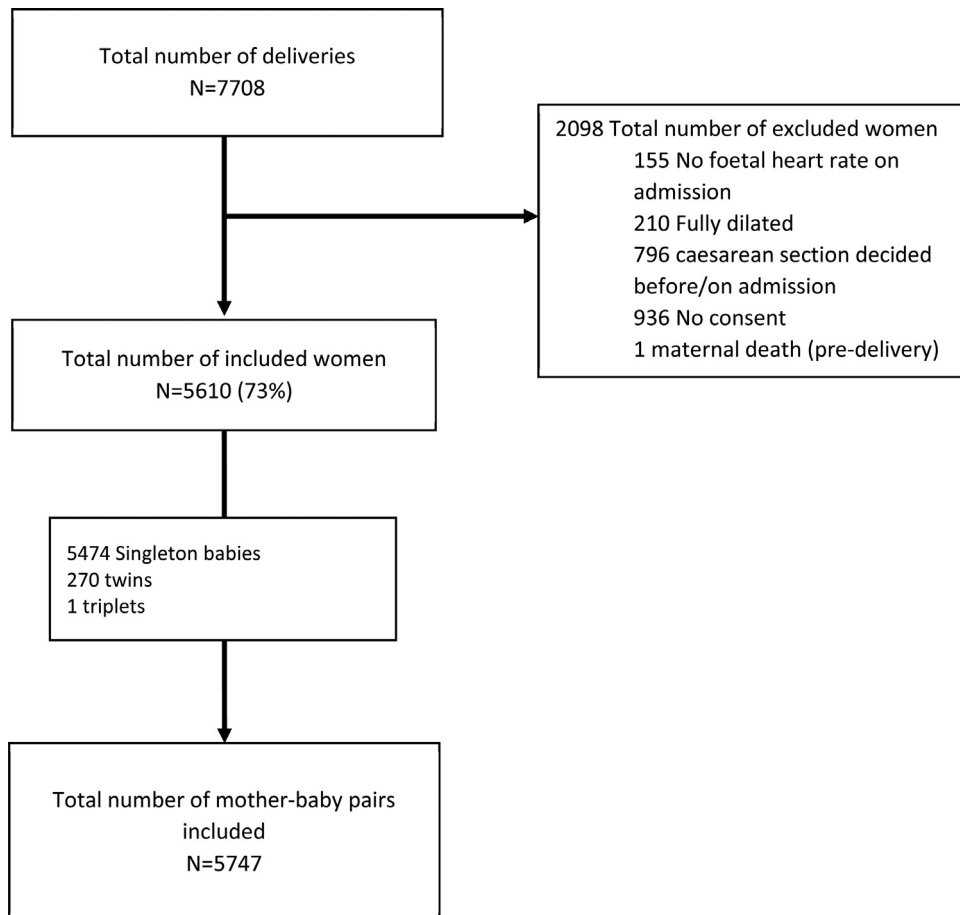 Total number of deliveries
N=7708
2098 Total number of excluded women
155 No foetal heart rate on
admission
210 Fully dilated
796 caesarean section decided
before/on admission
936 No consent
1 maternal death (pre-delivery)
Total number of included women
N=5610 (73%)
5474 Singleton babies
270 twins
1 triplets
Total number of mother-baby pairs
included
N=5747